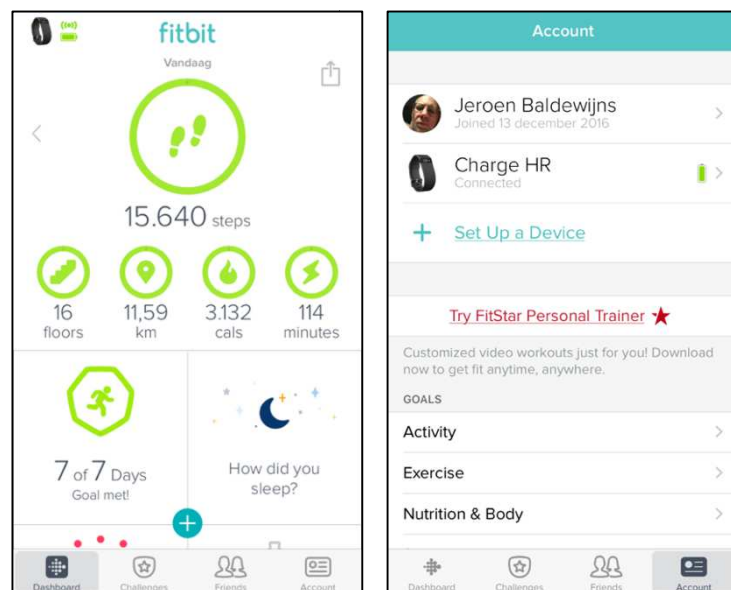 fitbit
Vandaag
15.640 steps
16
floors
11,59
km
3.132
cals
114
minutes
7 of 7 Days
Goal met!
How did you
sleep?
Dashboard
Challenges
Friends
Account
Account
Jeroen Baldewijns
Joined 13 december 2016
Charge HR
Connected
Set Up a Device
Try FitStar Personal Trainer
Customized video workouts just for you! Download
now to get fit anytime, anywhere.
GOALS
Activity
Exercise
Nutrition & Body
Dashboard
Challenges
Friends
Account